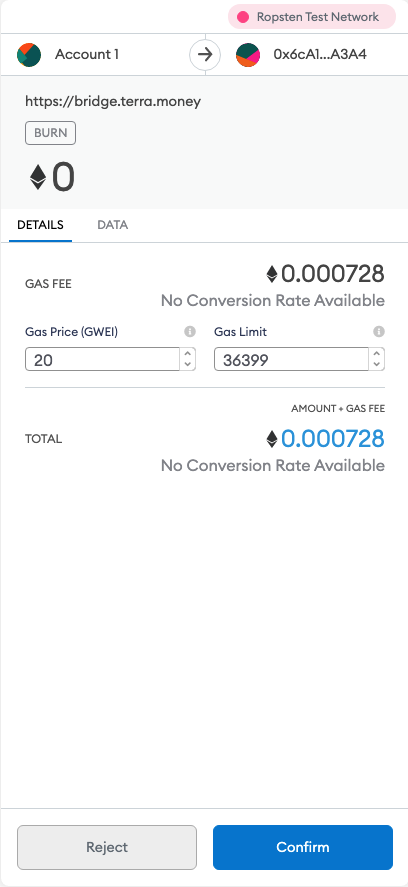 Ropsten Test Network
Account 1
0x6cA1...A3A4
https://bridge.terra.money
BURN
0
DETAILS DATA
GAS FEE
0.000728
No Conversion Rate Available
Gas Price (GWEI) Gas Limit
20 36399
AMOUNT + GAS FEE
TOTAL
0.000728
No Conversion Rate Available
Reject Confirm